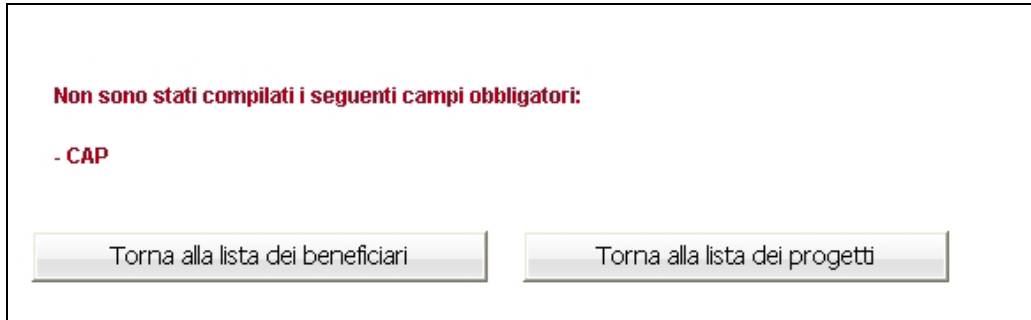 Non sono stati compilati i seguenti campi obbligatori:
- CAP
Torna alla lista dei beneficiari
Torna alla lista dei progetti